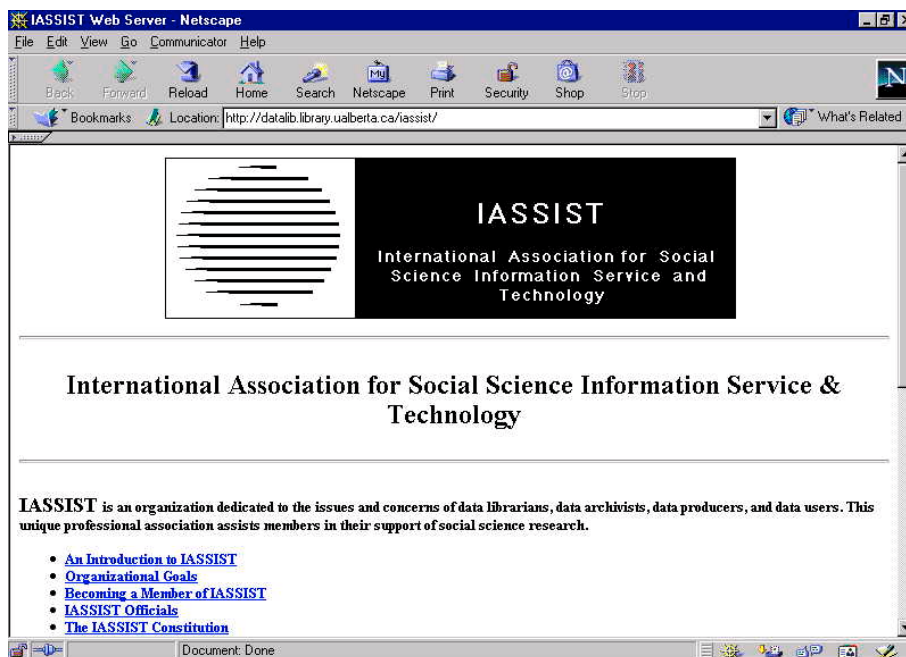 IASSIST Web Server - Netscape
File Edit View Go Communicator Help
Back Forward Reload Home Search Netscape Print Security Shop Stop
My
N
Bookmarks Location: http://datalib.library.ualberta.ca/iassist/ What's Related
IASSIST
International Association for Social
Science Information Service and
Technology
International Association for Social Science Information Service &
Technology
IASSIST is an organization dedicated to the issues and concerns of data librarians, data archivists, data producers, and data users. This
unique professional association assists members in their support of social science research.
• An Introduction to IASSIST
• Organizational Goals
• Becoming a Member of IASSIST
• IASSIST Officials
• The IASSIST Constitution
Document: Done